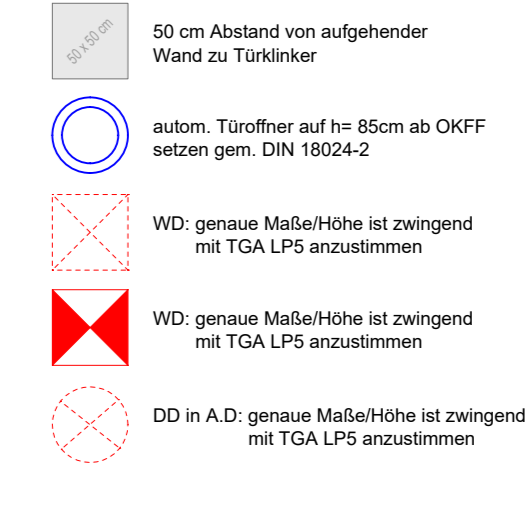 50 x 50 cm
50 cm Abstand von aufgehender
Wand zu Türklinker
autom. Türoffner auf h= 85cm ab OKFF
setzen gem. DIN 18024-2
WD: genaue Maße/Höhe ist zwingend
mit TGA LP5 anzustimmen
WD: genaue Maße/Höhe ist zwingend
mit TGA LP5 anzustimmen
DD in A.D: genaue Maße/Höhe ist zwingend
mit TGA LP5 anzustimmen